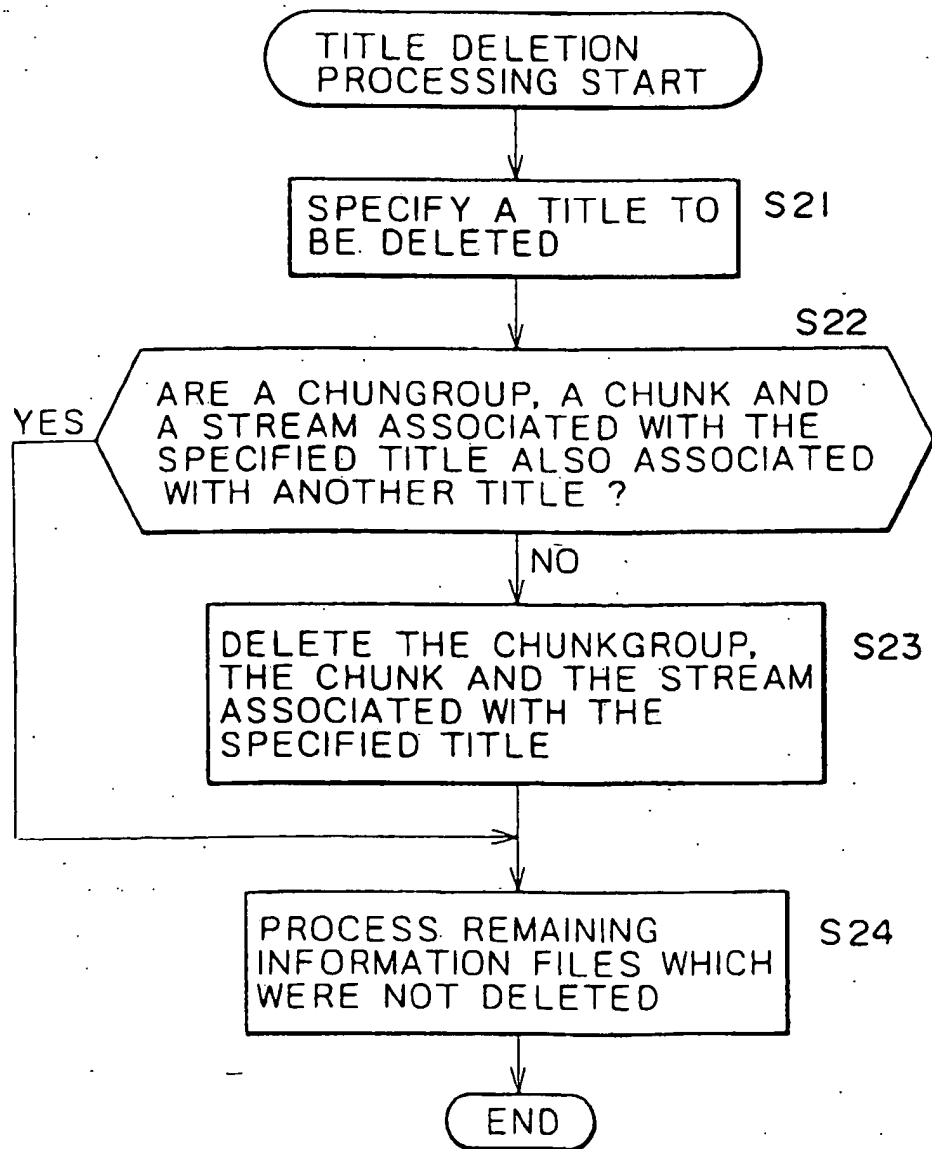 TITLE DELETION
PROCESSING START
SPECIFY A TITLE TO
BE DELETED
S21
S22
ARE A CHUNGROUP, A CHUNK AND
A STREAM ASSOCIATED WITH THE
SPECIFIED TITLE ALSO ASSOCIATED
WITH ANOTHER TITLE ?
YES
NO
DELETE THE CHUNKGROUP,
THE CHUNK AND THE STREAM
ASSOCIATED WITH THE
SPECIFIED TITLE
S23
PROCESS REMAINING
INFORMATION FILES WHICH
WERE NOT DELETED
S24
END